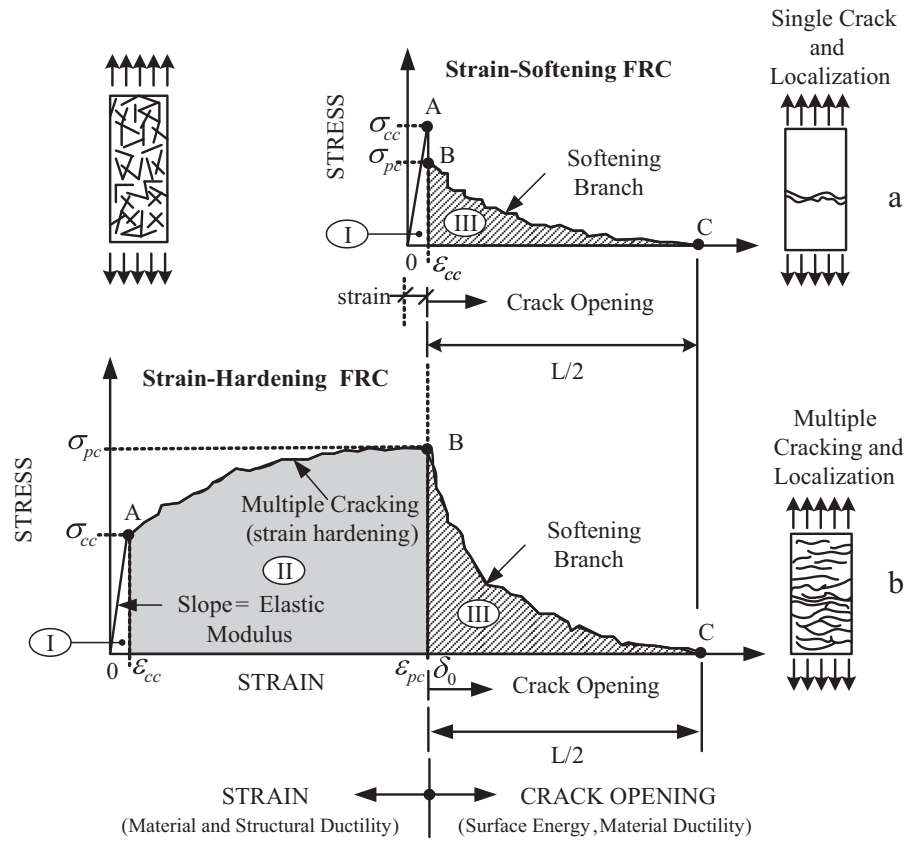 Single Crack
and
Localization
Strain-Softening FRC
STRESS
σcc
A
σpc
B
Softening
Branch
a
I
III
C
0
εcc
strain
Crack Opening
L/2
Strain-Hardening FRC
Multiple
Cracking and
Localization
STRESS
σpc
B
A
Multiple Cracking
(strain hardening)
σcc
Softening
Branch
II
b
Slope= Elastic
Modulus
III
I
C
0
εcc
STRAIN
εpc
δ0
Crack Opening
L/2
STRAIN
CRACK OPENING
(Material and Structural Ductility)
(Surface Energy, Material Ductility)